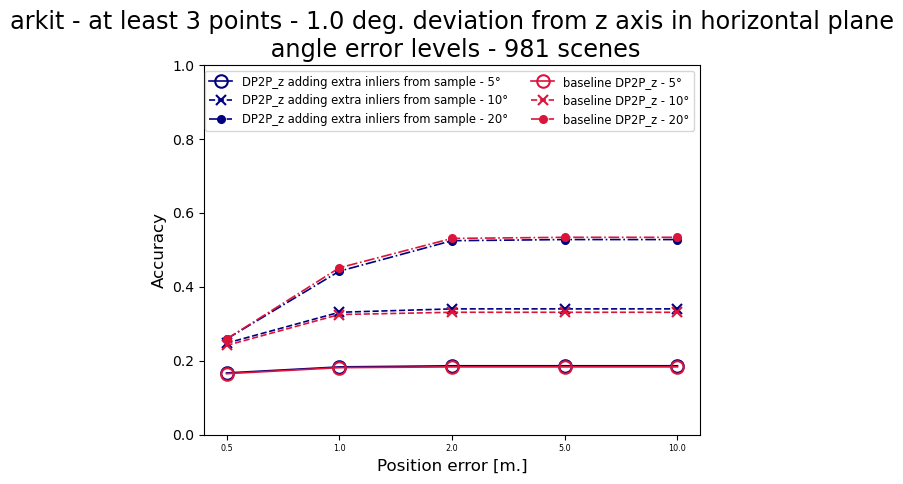 arkit - at least 3 points - 1.0 deg. deviation from z axis in horizontal plane
angle error levels - 981 scenes
DP2P_z adding extra inliers from sample - 5°
DP2P_z adding extra inliers from sample - 10°
DP2P_z adding extra inliers from sample - 20°
baseline DP2P_z - 5°
baseline DP2P_z - 10°
baseline DP2P_z - 20°
1.0
0.8
0.6
0.4
0.2
0.0
Accuracy
0.5 1.0 2.0 5.0 10.0
Position error [m.]